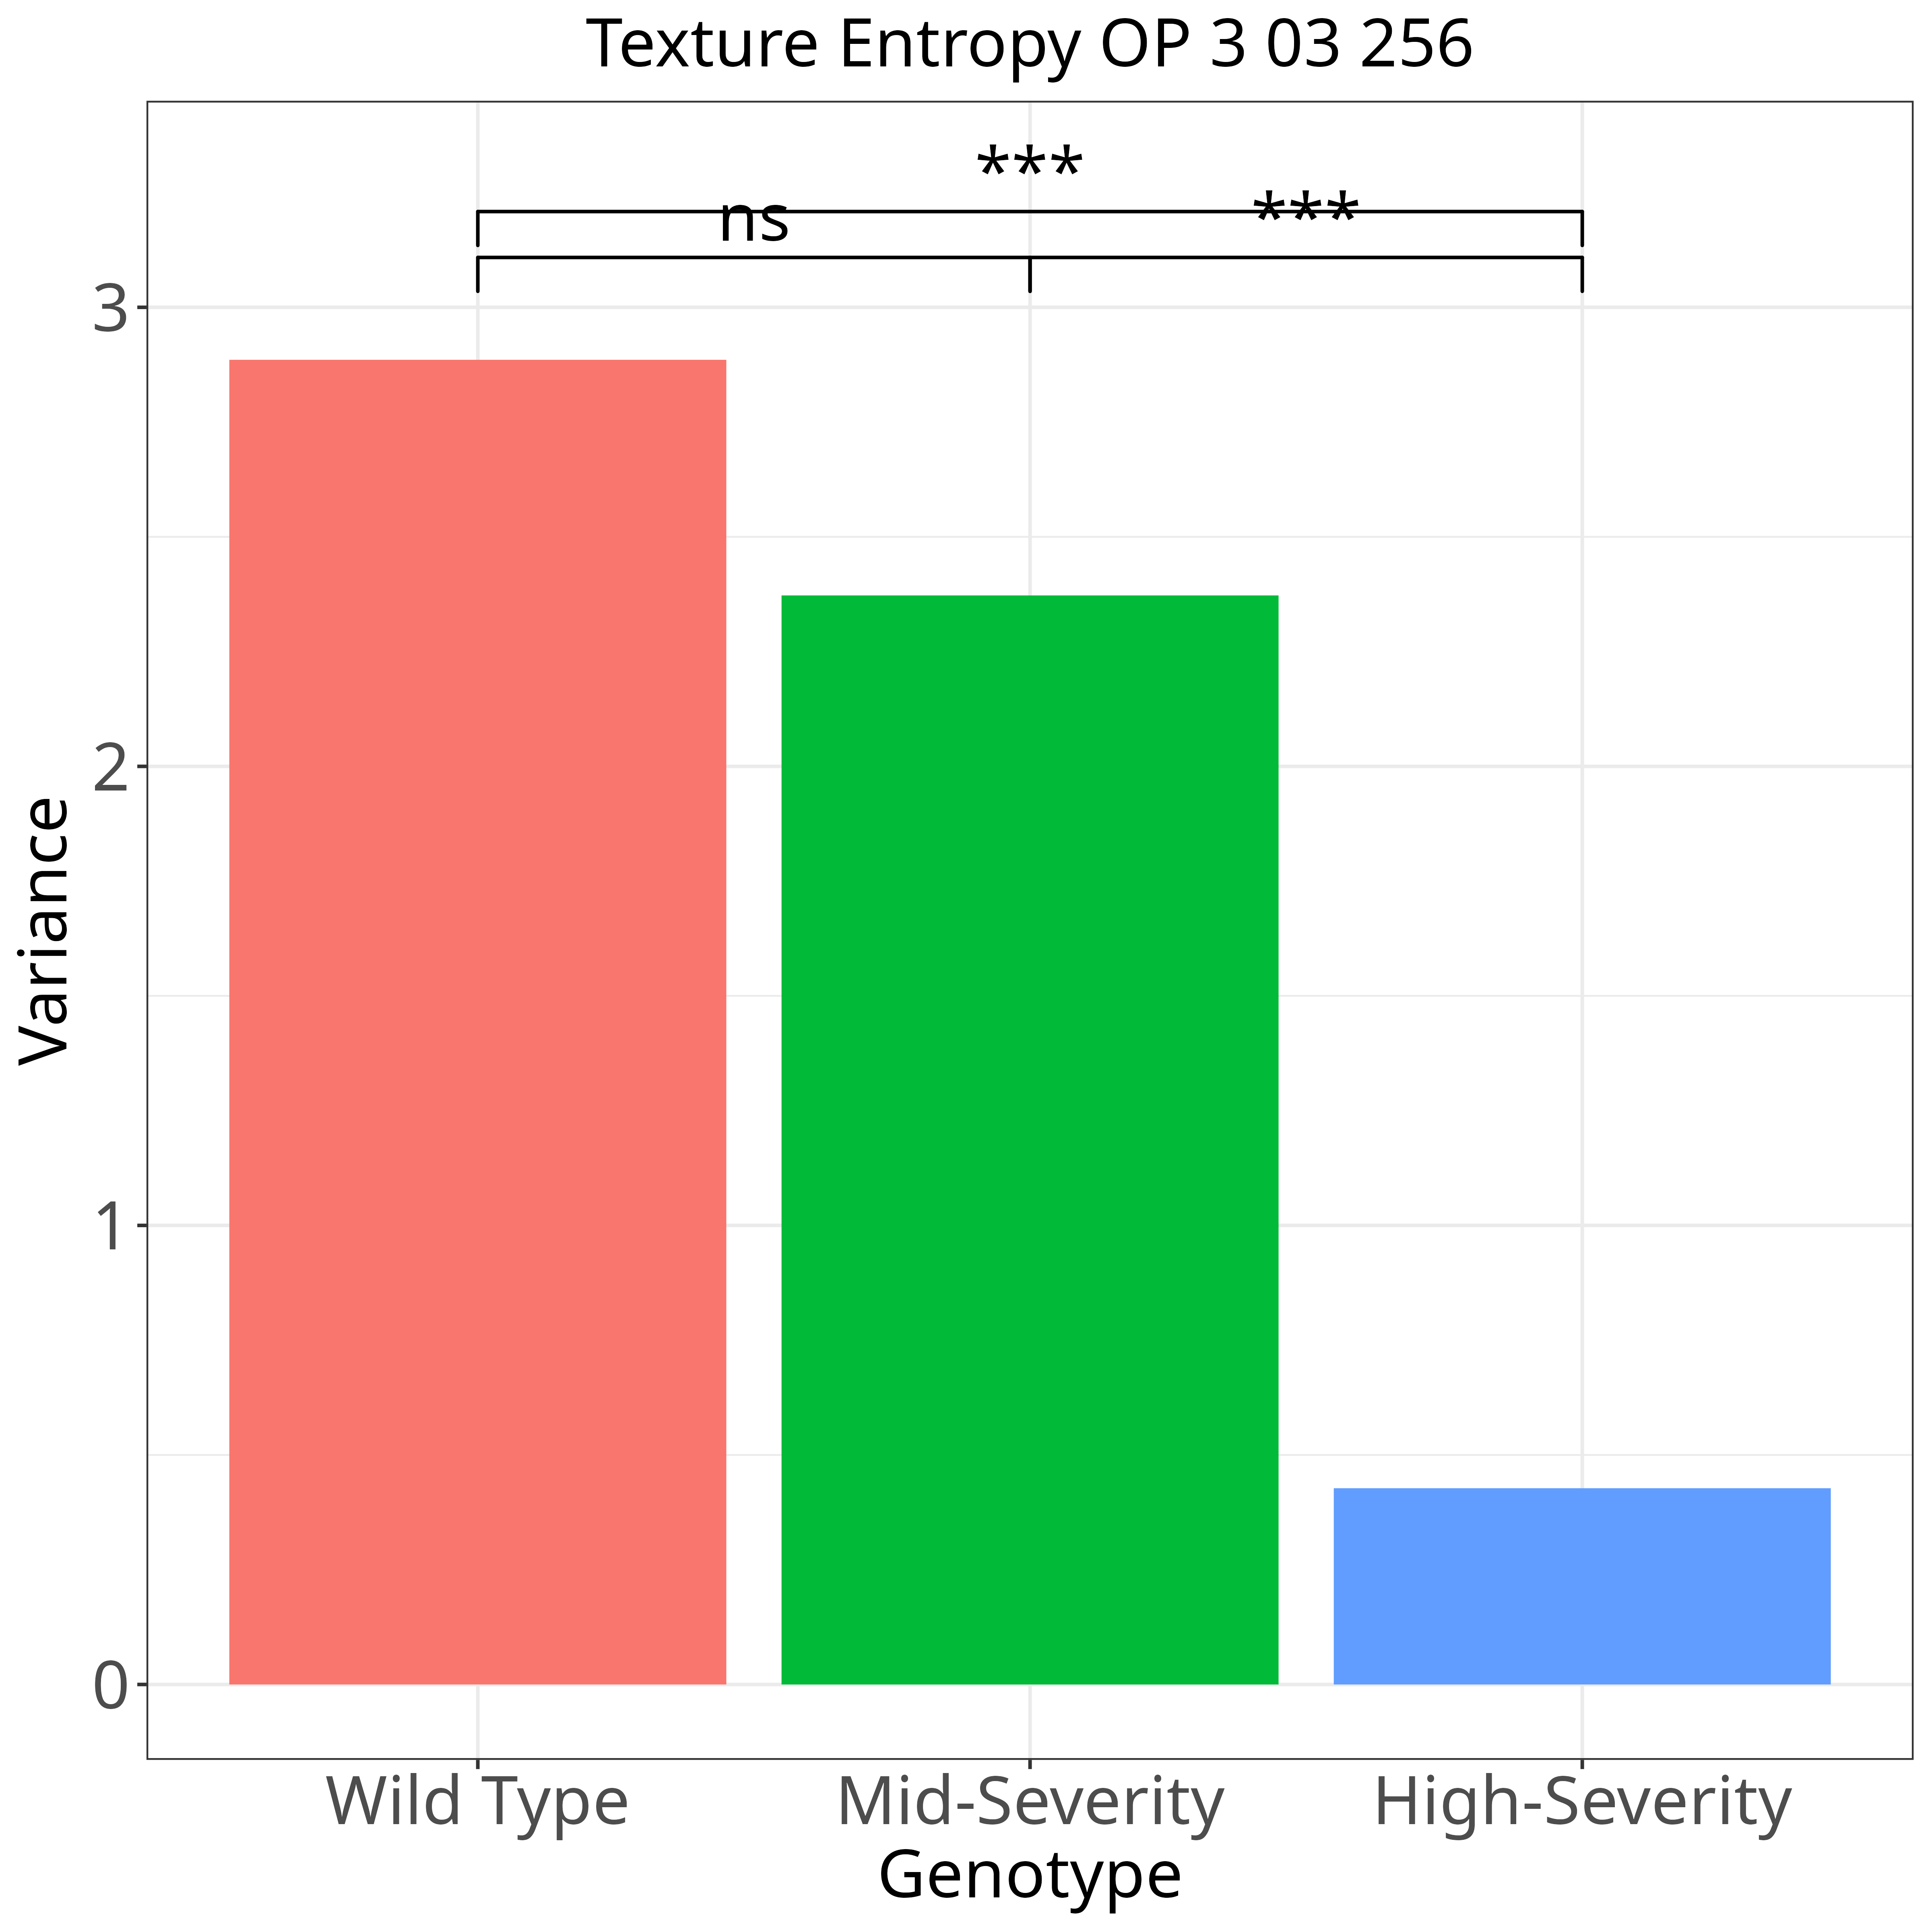 Texture Entropy OP 3 03 256
***
ns
***
3
2
1
0
Variance
Wild Type
Mid-Severity
High-Severity
Genotype